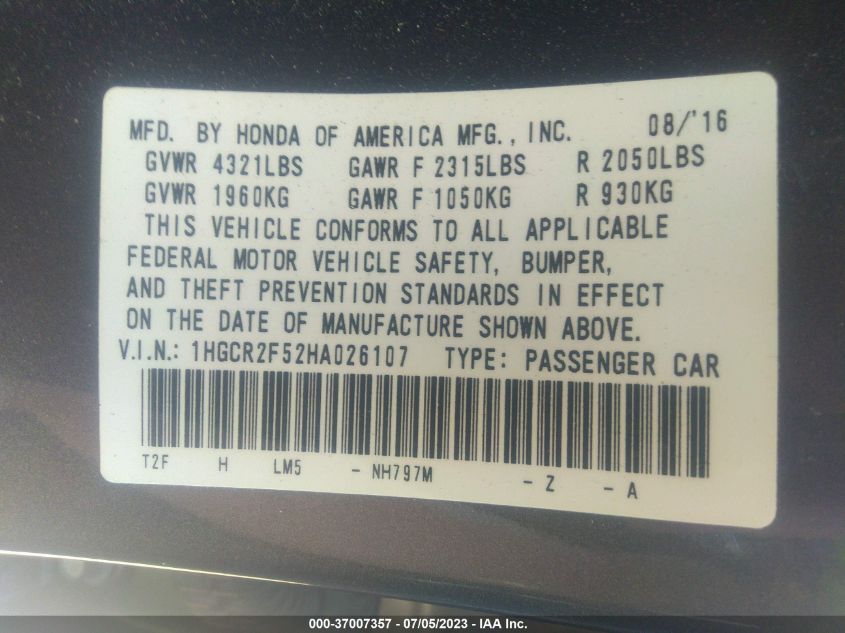 MFD. BY HONDA OF AMERICA MFG., INC. 08/'16
GVWR 4321LBS GAWR F 2315LBS R 2050LBS
GVWR 1960KG GAWR F 1050KG R 930KG
THIS VEHICLE CONFORMS TO ALL APPLICABLE
FEDERAL MOTOR VEHICLE SAFETY, BUMPER,
AND THEFT PREVENTION STANDARDS IN EFFECT
ON THE DATE OF MANUFACTURE SHOWN ABOVE.
V.I.N.: 1HGCR2F52HA026107 TYPE: PASSENGER CAR
T2F H LM5 - NH797M - Z - A
000-37007357 - 07/05/2023 - IAA Inc.